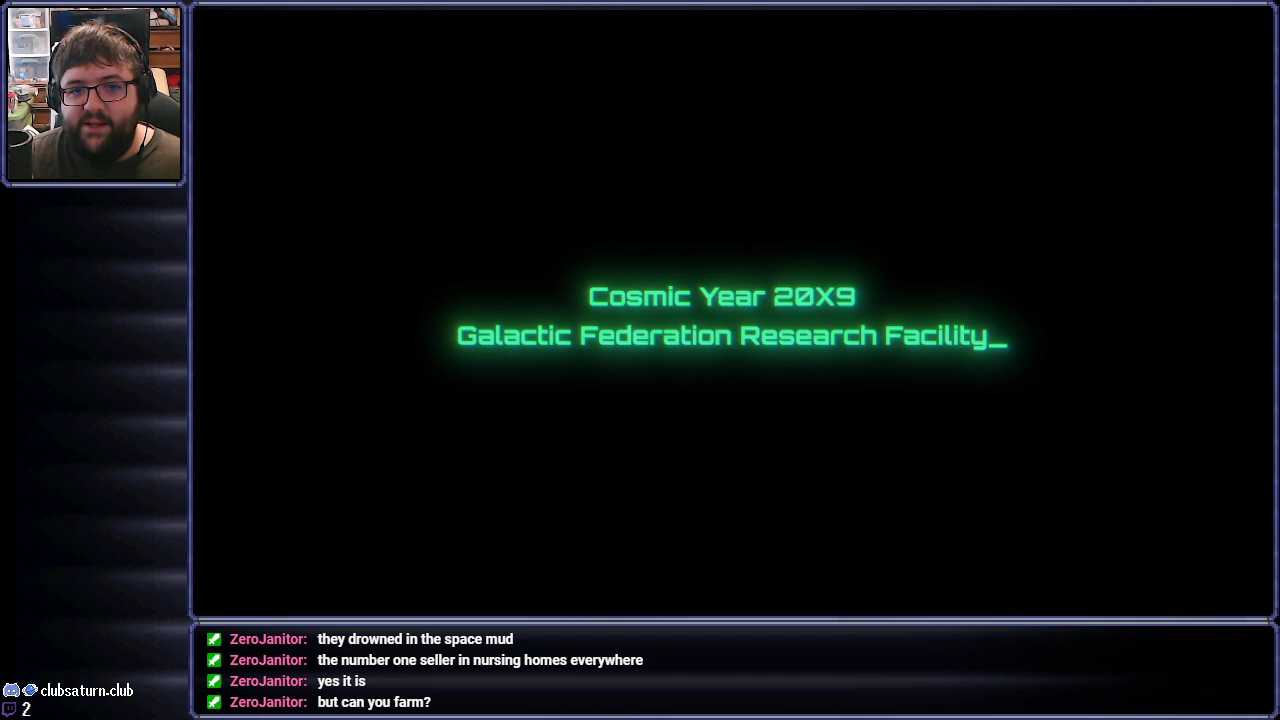 Cosmic Year 20X9
Galactic Federation Research Facility_
ZeroJanitor: they drowned in the space mud
ZeroJanitor: the number one seller in nursing homes everywhere
ZeroJanitor: yes it is
ZeroJanitor: but can you farm?
clubsaturn.club
2